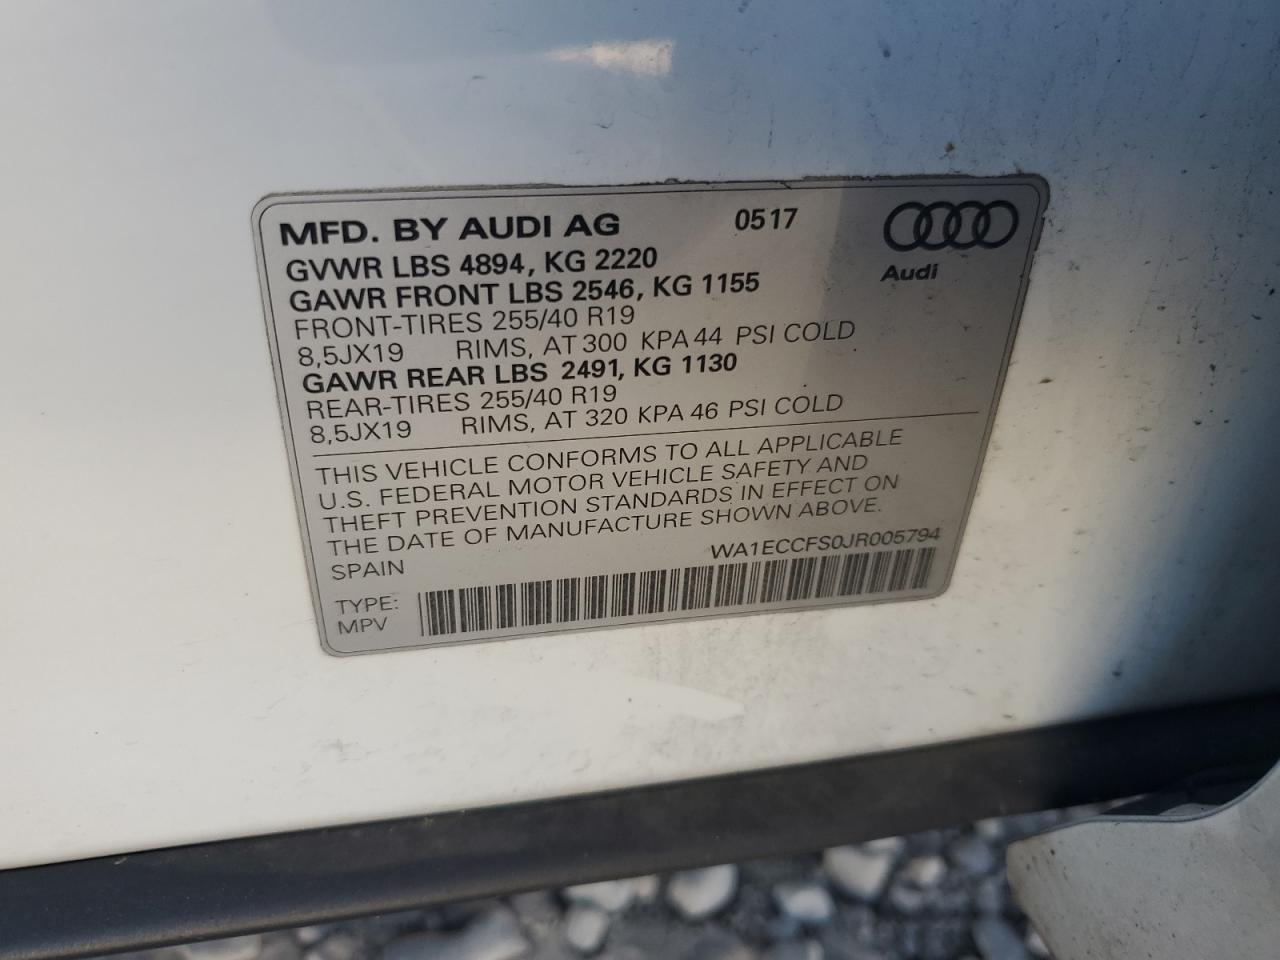 MFD. BY AUDI AG 0517
Audi
GVWR LBS 4894, KG 2220
GAWR FRONT LBS 2546, KG 1155
FRONT-TIRES 255/40 R19
8,5JX19 RIMS, AT 300 KPA 44 PSI COLD
GAWR REAR LBS 2491, KG 1130
REAR-TIRES 255/40 R19
8,5JX19 RIMS, AT 320 KPA 46 PSI COLD
THIS VEHICLE CONFORMS TO ALL APPLICABLE
U.S. FEDERAL MOTOR VEHICLE SAFETY AND
THEFT PREVENTION STANDARDS IN EFFECT ON
THE DATE OF MANUFACTURE SHOWN ABOVE.
SPAIN WA1ECCFS0JR005794
TYPE:
MPV